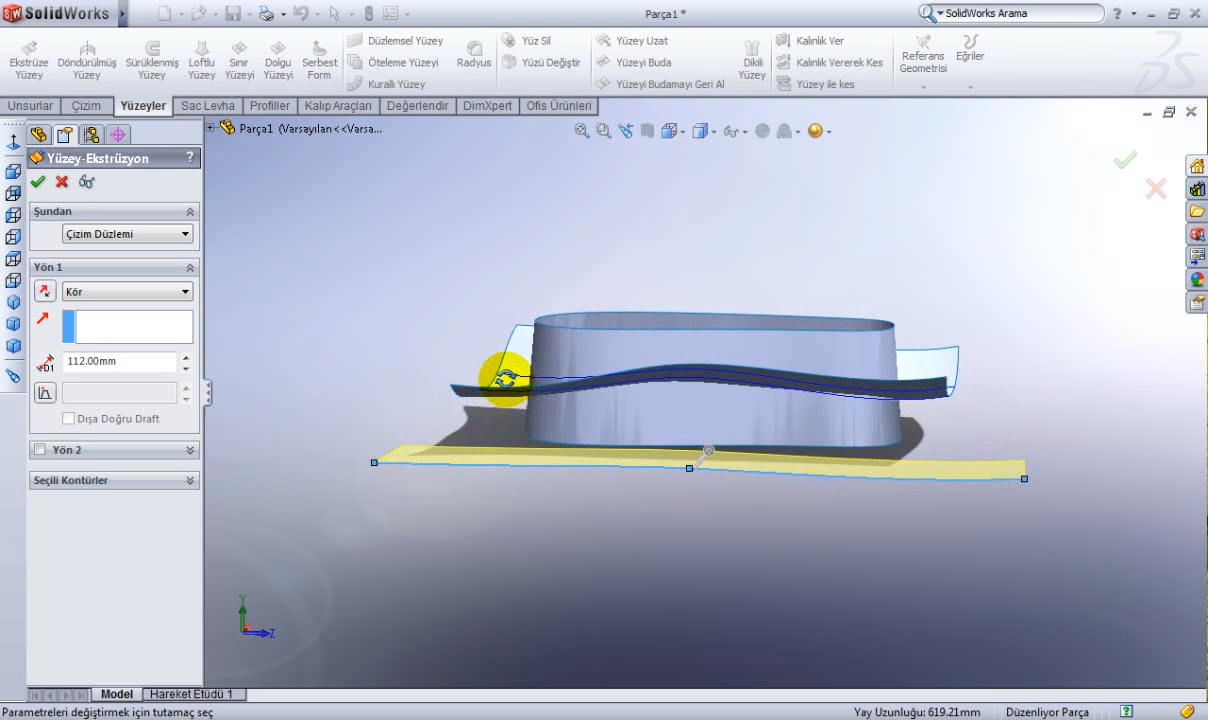 SolidWorks
Parça1 *
SolidWorks Arama
Ekstrüze Yüzey
Döndürülmüş Yüzey
Sürüklenmiş Yüzey
Loftlu Yüzey
Sınır Yüzeyi
Dolgu Yüzeyi
Serbest Form
Düzlemsel Yüzey
Öteleme Yüzeyi
Kurallı Yüzey
Radyus
Yüz Sil
Yüzü Değiştir
Yüzey Uzat
Yüzeyi Buda
Yüzeyi Budamayı Geri Al
Dikili Yüzey
Kalınlık Ver
Kalınlık Vererek Kes
Yüzey ile kes
Referans Geometrisi
Eğriler
Unsurlar
Çizim
Yüzeyler
Sac Levha
Profiller
Kalıp Araçları
Değerlendir
DimXpert
Ofis Ürünleri
Parça1 (Varsayılan<<Varsa...
Yüzey-Ekstrüzyon
?
Şundan
Çizim Düzlemi
Yön 1
Kör
D1
112.00mm
Dışa Doğru Draft
Yön 2
Seçili Kontürler
Y
Z
Model
Hareket Etüdü 1
Parametreleri değiştirmek için tutamaç seç
Yay Uzunluğu: 619.21mm
Düzenliyor Parça